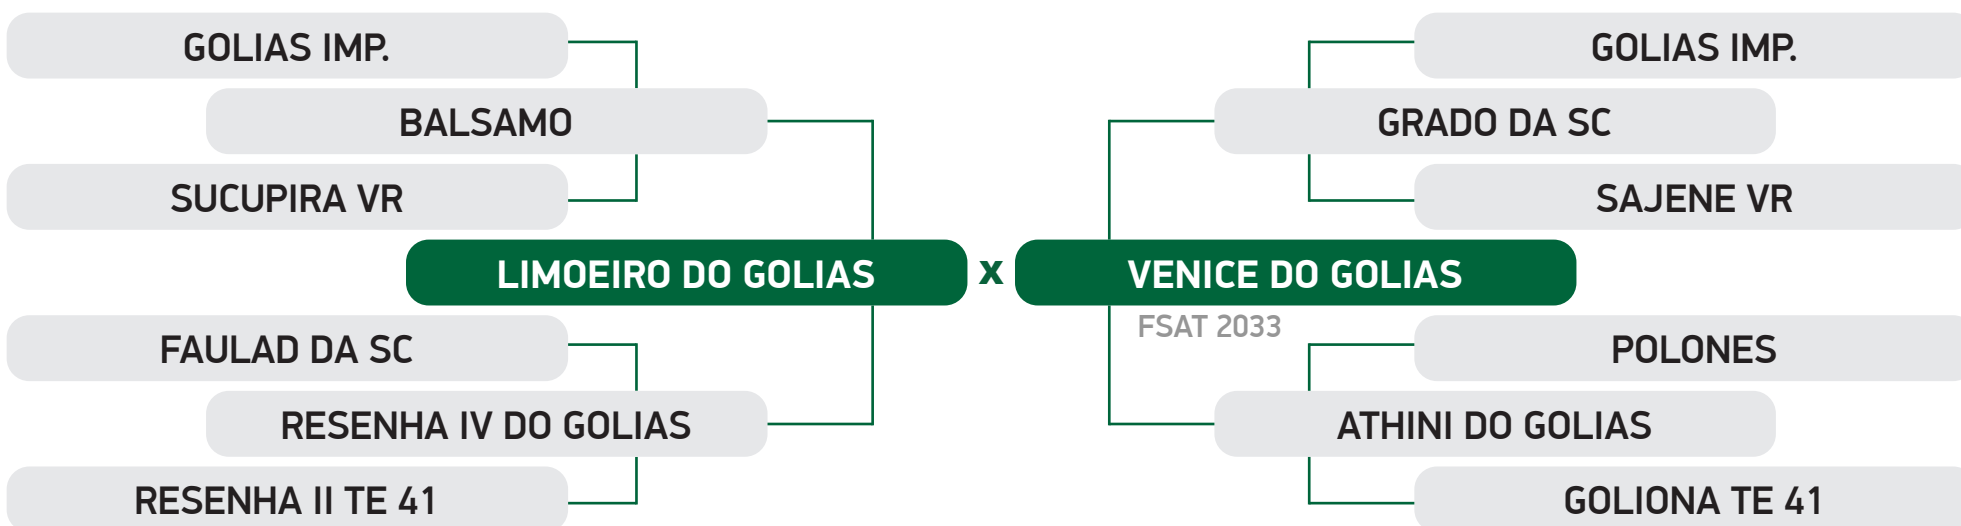 GOLIAS IMP.
BALSAMO
SUCUPIRA VR
LIMOEIRO DO GOLIAS
FAULAD DA SC
RESENHA IV DO GOLIAS
RESENHA II TE 41
x
GOLIAS IMP.
GRADO DA SC
SAJENE VR
VENICE DO GOLIAS
FSAT 2033
POLONES
ATHINI DO GOLIAS
GOLIONA TE 41